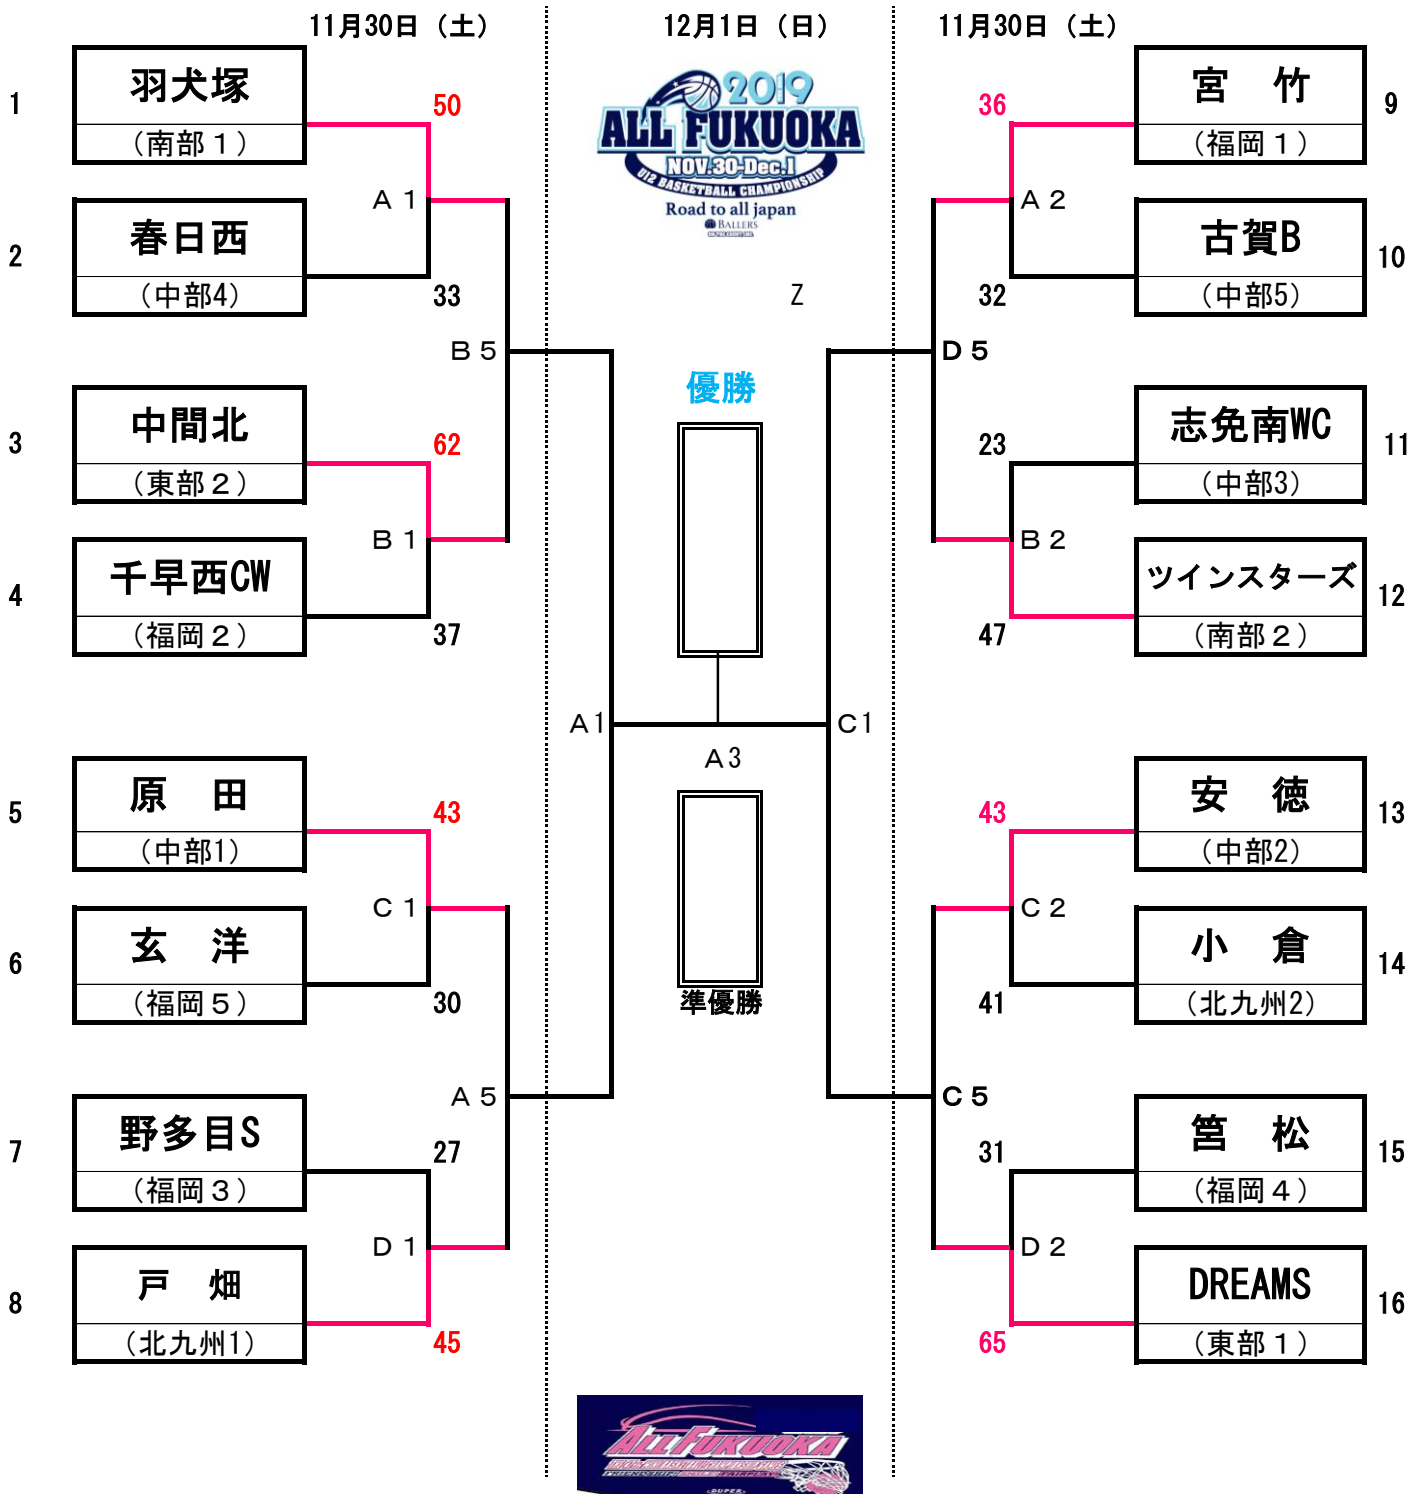 11月30日（土）
12月1日（日）
11月30日（土）
1
羽犬塚
（南部１）
50
A 1
2
春日西
（中部4）
33
B 5
3
中間北
（東部２）
62
B 1
4
千早西CW
（福岡２）
37
A1
5
原　田
（中部1）
43
C 1
6
玄　洋
（福岡５）
30
A 5
7
野多目S
（福岡３）
27
D 1
8
戸　畑
（北九州1）
45
2019
ALL FUKUOKA
NOV.30-Dec.1
U12 BASKETBALL CHAMPIONSHIP
Road to all japan
BALLERS
Z
優勝
A3
準優勝
36
宮　竹
（福岡１）
9
A 2
32
古賀B
（中部5）
10
D 5
23
志免南WC
（中部3）
11
B 2
47
ツインスターズ
（南部２）
12
C1
43
安　徳
（中部2）
13
C 2
41
小　倉
（北九州2）
14
C 5
31
筥　松
（福岡４）
15
D 2
65
DREAMS
（東部１）
16
ALL FUKUOKA